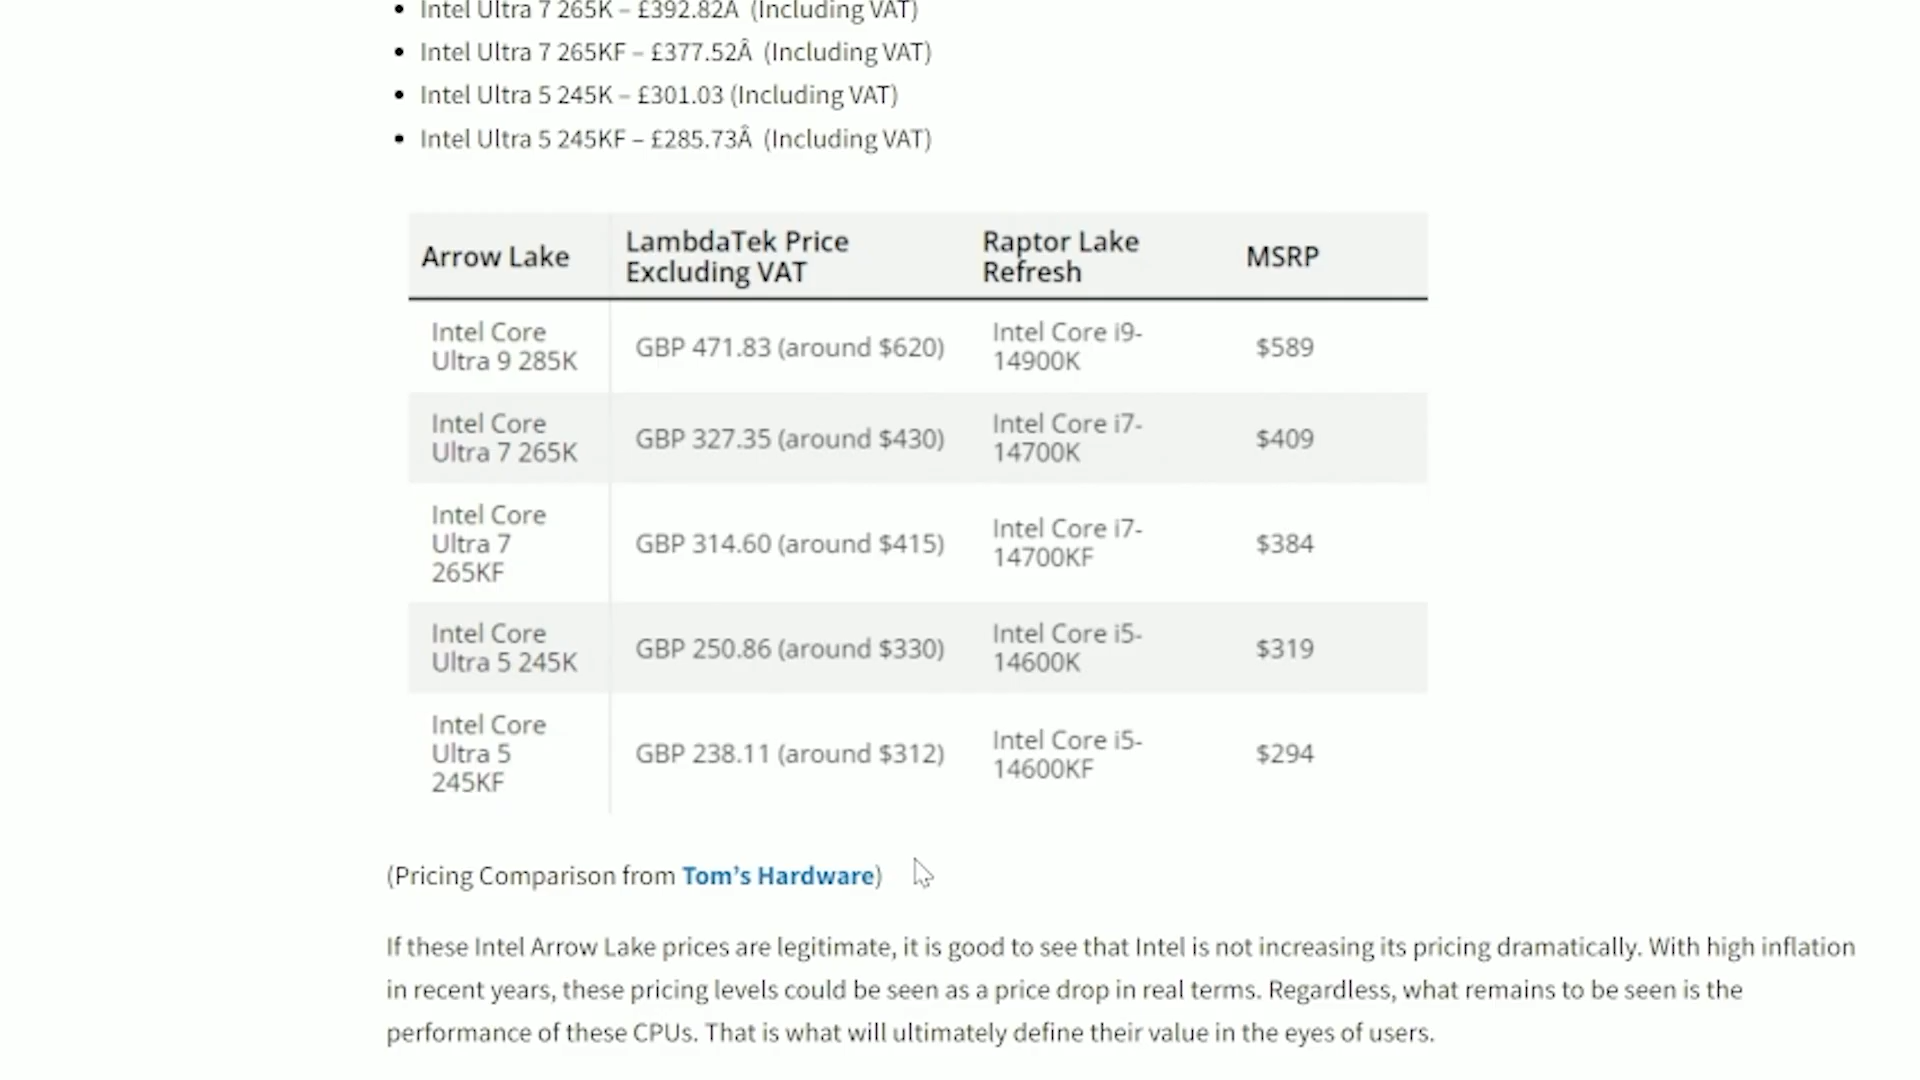 Intel Ultra 7 265K – £392.82Â (Including VAT)
Intel Ultra 7 265KF – £377.52Â (Including VAT)
Intel Ultra 5 245K – £301.03 (Including VAT)
Intel Ultra 5 245KF – £285.73Â (Including VAT)
Arrow Lake
LambdaTek Price
Excluding VAT
Raptor Lake
Refresh
MSRP
Intel Core
Ultra 9 285K
GBP 471.83 (around $620)
Intel Core i9-
14900K
$589
Intel Core
Ultra 7 265K
GBP 327.35 (around $430)
Intel Core i7-
14700K
$409
Intel Core
Ultra 7
265KF
GBP 314.60 (around $415)
Intel Core i7-
14700KF
$384
Intel Core
Ultra 5 245K
GBP 250.86 (around $330)
Intel Core i5-
14600K
$319
Intel Core
Ultra 5
245KF
GBP 238.11 (around $312)
Intel Core i5-
14600KF
$294
(Pricing Comparison from Tom’s Hardware)
If these Intel Arrow Lake prices are legitimate, it is good to see that Intel is not increasing its pricing dramatically. With high inflation
in recent years, these pricing levels could be seen as a price drop in real terms. Regardless, what remains to be seen is the
performance of these CPUs. That is what will ultimately define their value in the eyes of users.